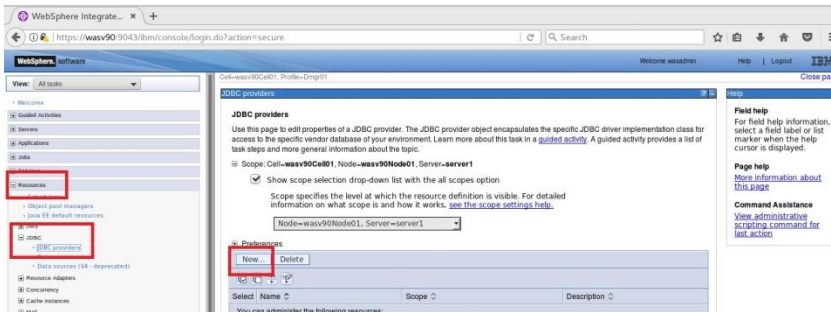 WebSphere Integrate...
https://wasv90:9043/ibm/console/login.do?action=secure
Search
WebSphere. software
Welcome wasadmin
Help | Logout
IBM
View: All tasks
Cell=wasv90Cell01, Profile=Dmgr01
Close pa
Welcome
Guided Activities
Servers
Applications
Jobs
Resources
Object pool managers
Java EE default resources
JMS
JDBC
JDBC providers
Data sources (V4 - deprecated)
Resource Adapters
Concurrency
Cache instances
JDBC providers
JDBC providers
Use this page to edit properties of a JDBC provider. The JDBC provider object encapsulates the specific JDBC driver implementation class for
access to the specific vendor database of your environment. Learn more about this task in a guided activity. A guided activity provides a list of
task steps and more general information about the topic.
Scope: Cell=wasv90Cell01, Node=wasv90Node01, Server=server1
Show scope selection drop-down list with the all scopes option
Scope specifies the level at which the resource definition is visible. For detailed
information on what scope is and how it works, see the scope settings help.
Node=wasv90Node01, Server=server1
Preferences
New... Delete
Select Name Scope Description
You can administer the following resources:
Help
Field help
For field help information,
select a field label or list
marker when the help
cursor is displayed.
Page help
More information about
this page
Command Assistance
View administrative
scripting command for
last action